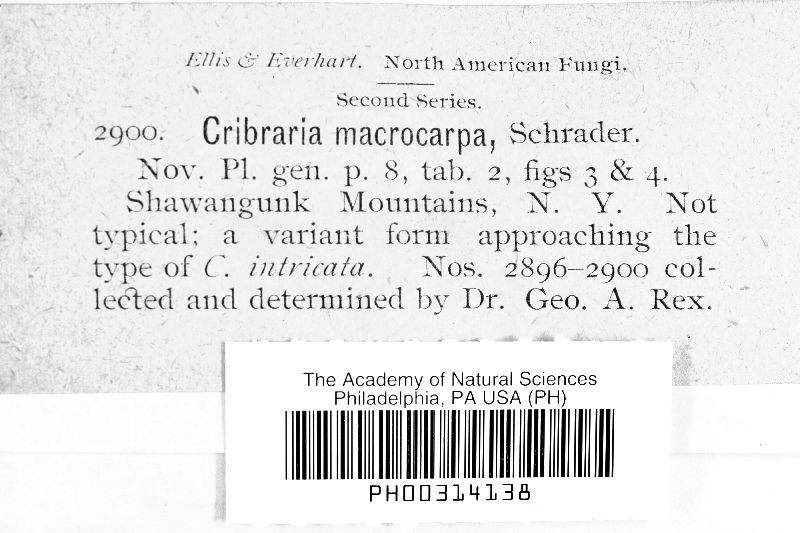 Ellis & Everhart. North American Fungi.
Second Series.
2900. Cribraria macrocarpa, Schrader.
Nov. Pl. gen. p. 8, tab. 2, figs 3 & 4.
Shawangunk Mountains, N. Y. Not
typical; a variant form approaching the
type of C. intricata. Nos. 2896–2900 col-
lected and determined by Dr. Geo. A. Rex.
The Academy of Natural Sciences
Philadelphia, PA USA (PH)
PH00314138